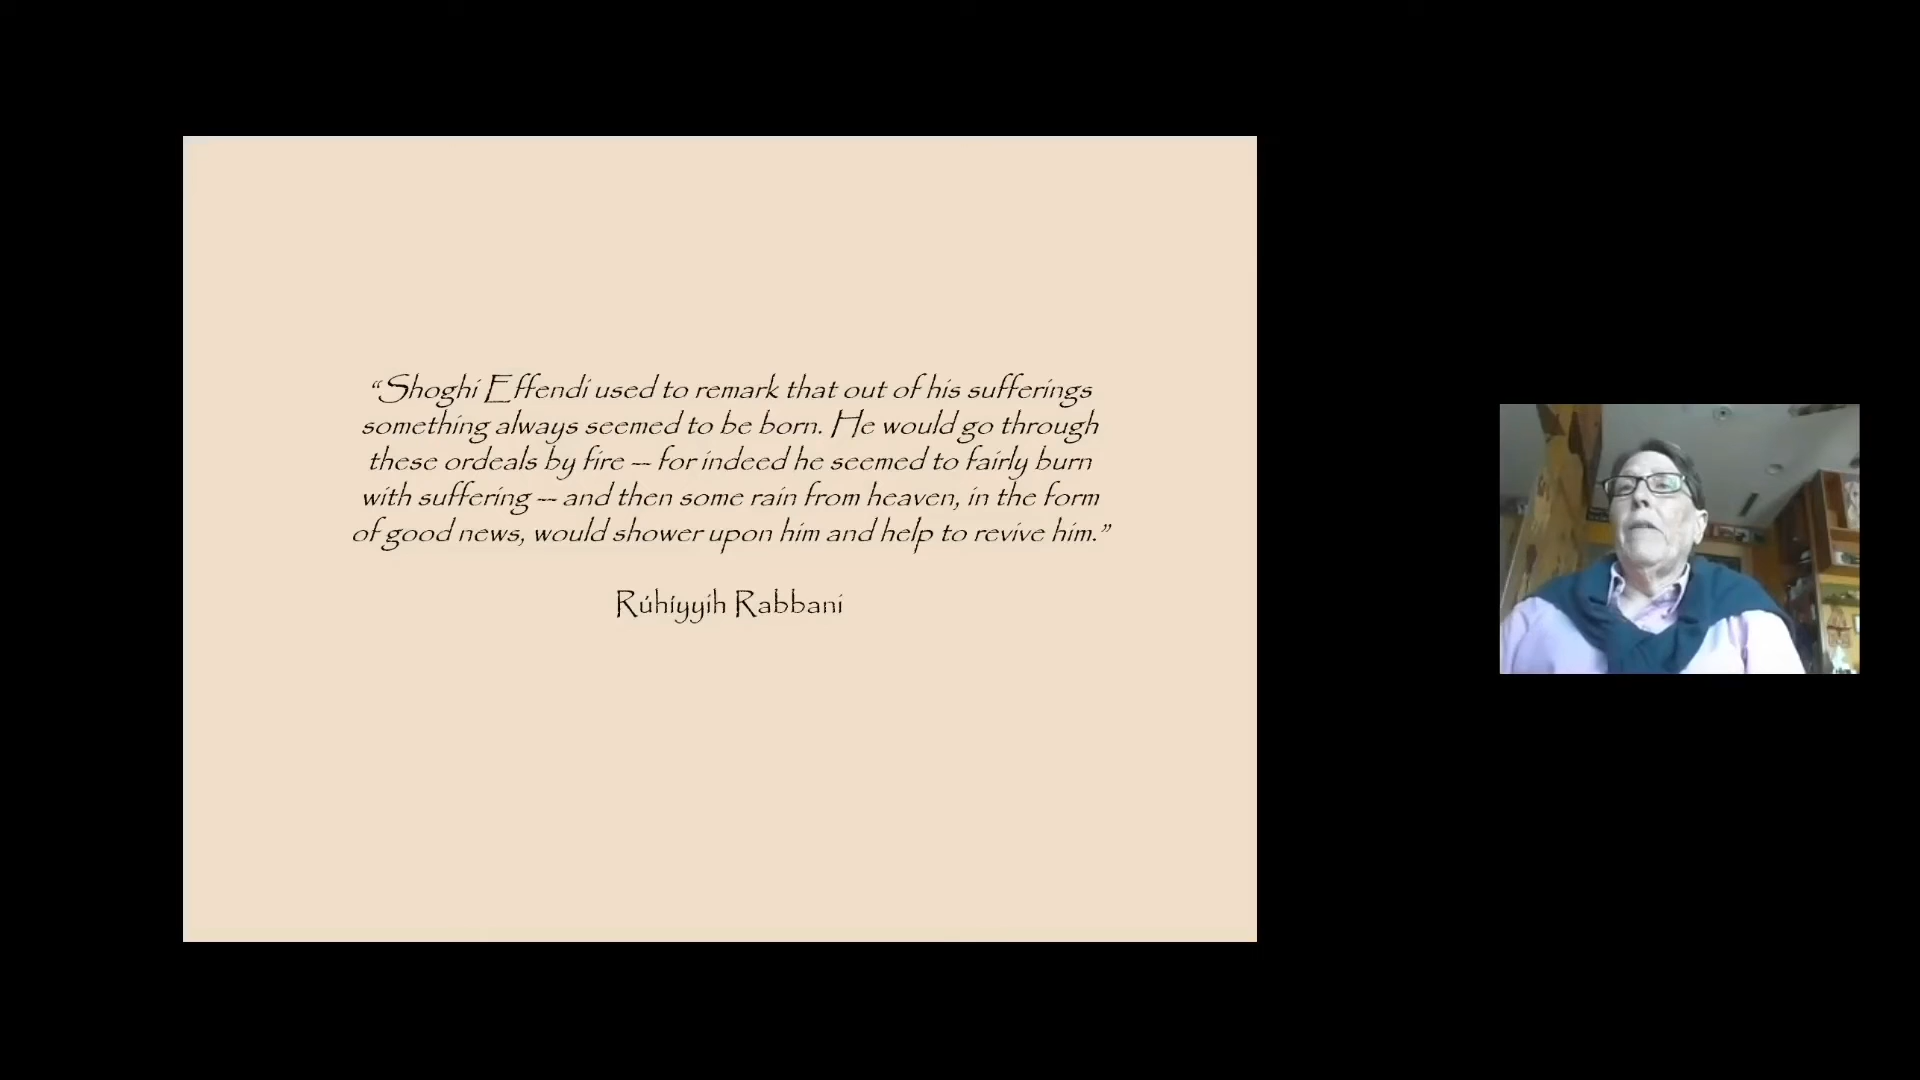 “Shoghi Effendi used to remark that out of his sufferings
something always seemed to be born. He would go through
these ordeals by fire -- for indeed he seemed to fairly burn
with suffering -- and then some rain from heaven, in the form
of good news, would shower upon him and help to revive him.”
Rúhíyyih Rabbani